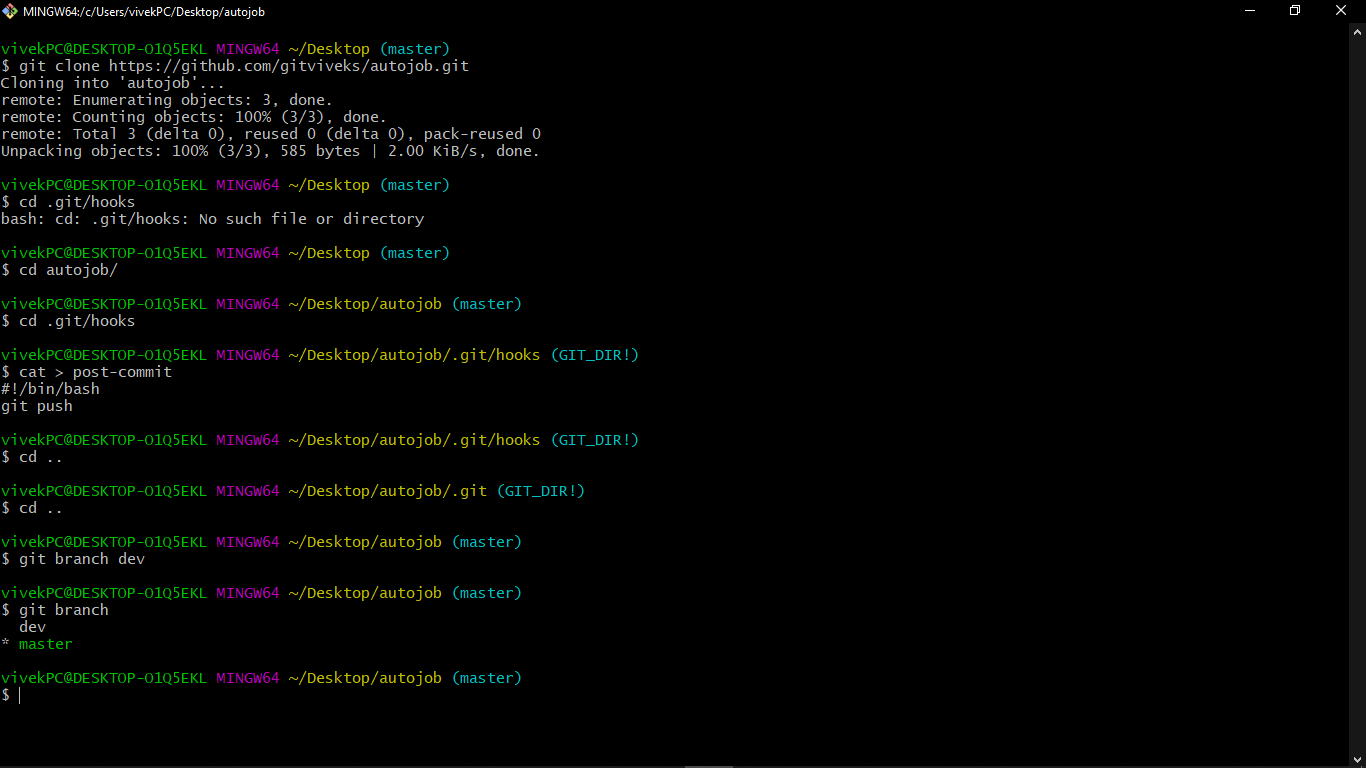 MINGW64:/c/Users/vivekPC/Desktop/autojob
vivekPC@DESKTOP-O1Q5EKL MINGW64 ~/Desktop (master)
$ git clone https://github.com/gitviveks/autojob.git
Cloning into 'autojob'...
remote: Enumerating objects: 3, done.
remote: Counting objects: 100% (3/3), done.
remote: Total 3 (delta 0), reused 0 (delta 0), pack-reused 0
Unpacking objects: 100% (3/3), 585 bytes | 2.00 KiB/s, done.
vivekPC@DESKTOP-O1Q5EKL MINGW64 ~/Desktop (master)
$ cd .git/hooks
bash: cd: .git/hooks: No such file or directory
vivekPC@DESKTOP-O1Q5EKL MINGW64 ~/Desktop (master)
$ cd autojob/
vivekPC@DESKTOP-O1Q5EKL MINGW64 ~/Desktop/autojob (master)
$ cd .git/hooks
vivekPC@DESKTOP-O1Q5EKL MINGW64 ~/Desktop/autojob/.git/hooks (GIT_DIR!)
$ cat > post-commit
#!/bin/bash
git push
vivekPC@DESKTOP-O1Q5EKL MINGW64 ~/Desktop/autojob/.git/hooks (GIT_DIR!)
$ cd ..
vivekPC@DESKTOP-O1Q5EKL MINGW64 ~/Desktop/autojob/.git (GIT_DIR!)
$ cd ..
vivekPC@DESKTOP-O1Q5EKL MINGW64 ~/Desktop/autojob (master)
$ git branch dev
vivekPC@DESKTOP-O1Q5EKL MINGW64 ~/Desktop/autojob (master)
$ git branch
  dev
* master
vivekPC@DESKTOP-O1Q5EKL MINGW64 ~/Desktop/autojob (master)
$